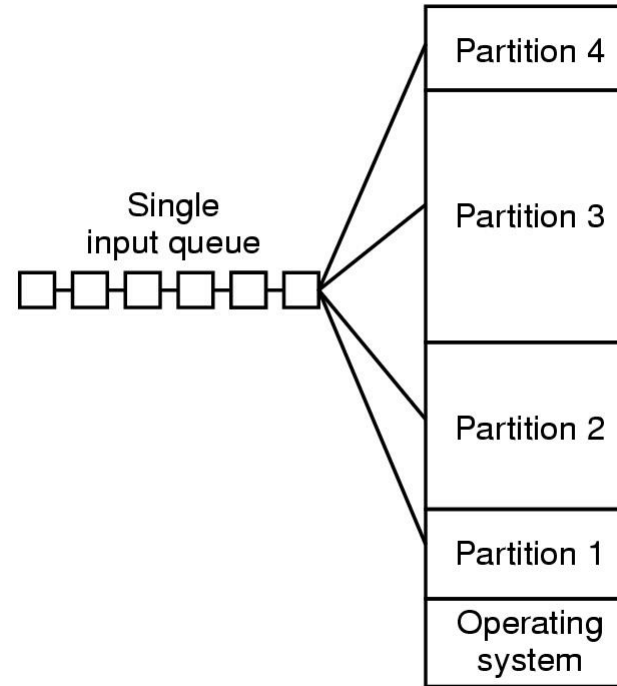 Partition 4
Single
input queue
Partition 3
Partition 2
Partition 1
Operating
system